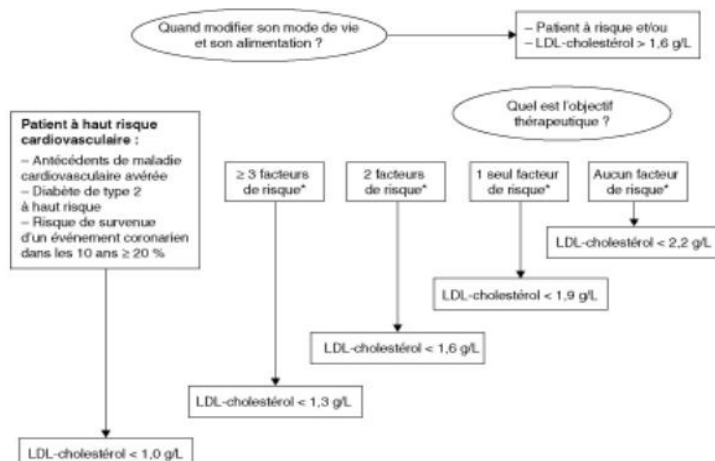 Quand modifier son mode de vie
et son alimentation ?
– Patient à risque et/ou
– LDL-cholestérol > 1,6 g/L
Quel est l'objectif
thérapeutique ?
Patient à haut risque
cardiovasculaire :
– Antécédents de maladie
cardiovasculaire avérée
– Diabète de type 2
à haut risque
– Risque de survenue
d'un événement coronarien
dans les 10 ans ≥ 20 %
≥ 3 facteurs
de risque*
2 facteurs
de risque*
1 seul facteur
de risque*
Aucun facteur
de risque*
LDL-cholestérol < 2,2 g/L
LDL-cholestérol < 1,9 g/L
LDL-cholestérol < 1,6 g/L
LDL-cholestérol < 1,3 g/L
LDL-cholestérol < 1,0 g/L